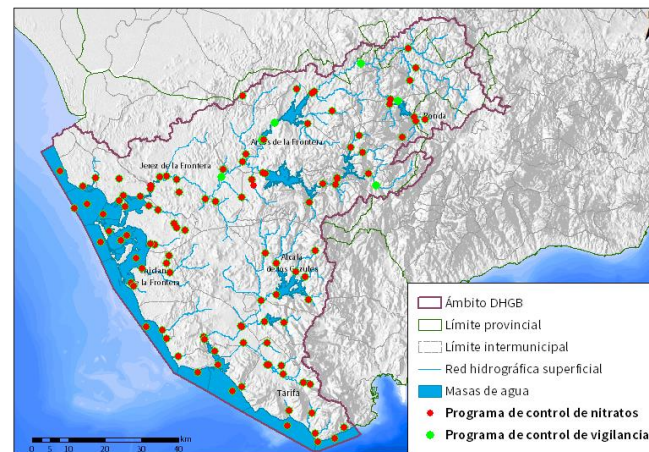 Ronda
Arcos de la Frontera
Jerez de la Frontera
Alcalá
de los Gazules
de la Frontera
Tarifa
Ámbito DHGB
Límite provincial
Límite intermunicipal
Red hidrográfica superficial
Masas de agua
Programa de control de nitratos
Programa de control de vigilancia
0 10 20 30 40
km